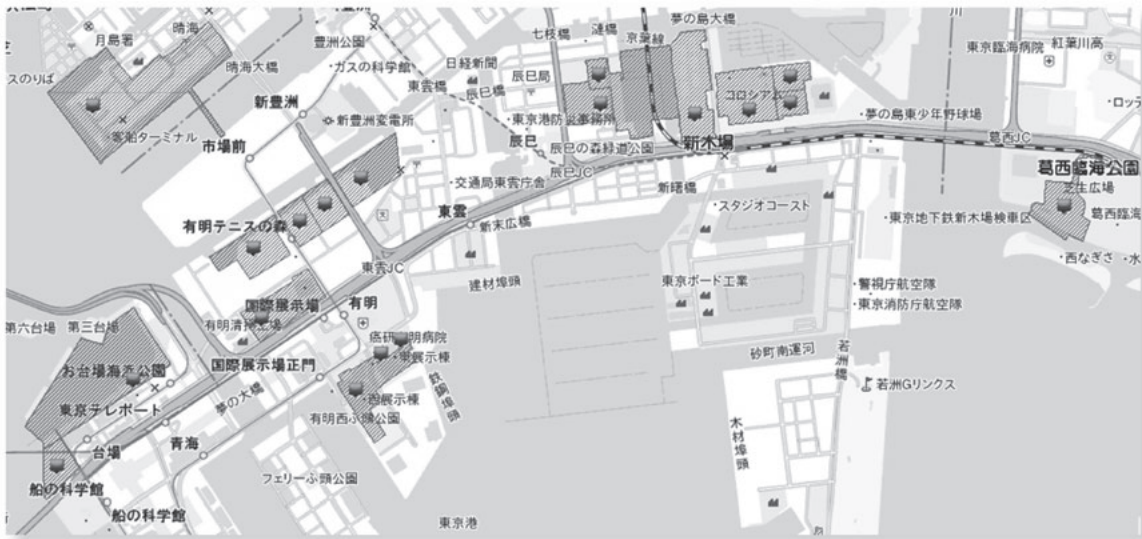 月島署
晴海
豊洲
豊洲公園
七枝橋
漣橋
京葉線
夢の島大橋
川
東京臨海病院
紅葉川高
スのりば
晴海大橋
ガスの科学館
日経新聞
辰巳橋
辰巳局
東雲橋
コロシアム
ロッテ
新豊洲
新豊洲変電所
東京港防災事務所
夢の島東少年野球場
客船ターミナル
市場前
辰巳
辰巳の森緑道公園
新木場
葛西JC
辰巳JC
葛西臨海公園
交通局東雲庁舎
新曙橋
芝生広場
東雲
スタジオコースト
有明テニスの森
新末広橋
東京地下鉄新木場検車区
葛西臨海
西なぎさ
水
東雲JC
建材埠頭
東京ボード工業
警視庁航空隊
東京消防庁航空隊
国際展示場
有明
第六台場
第三台場
有明清掃工場
癌研有明病院
東展示棟
砂町南運河
若洲橋
お台場海浜公園
国際展示場正門
鉄鋼埠頭
若洲Gリンクス
西展示棟
東京テレポート
夢の大橋
有明西ふ頭公園
木材埠頭
台場
青海
船の科学館
フェリーふ頭公園
船の科学館
東京港